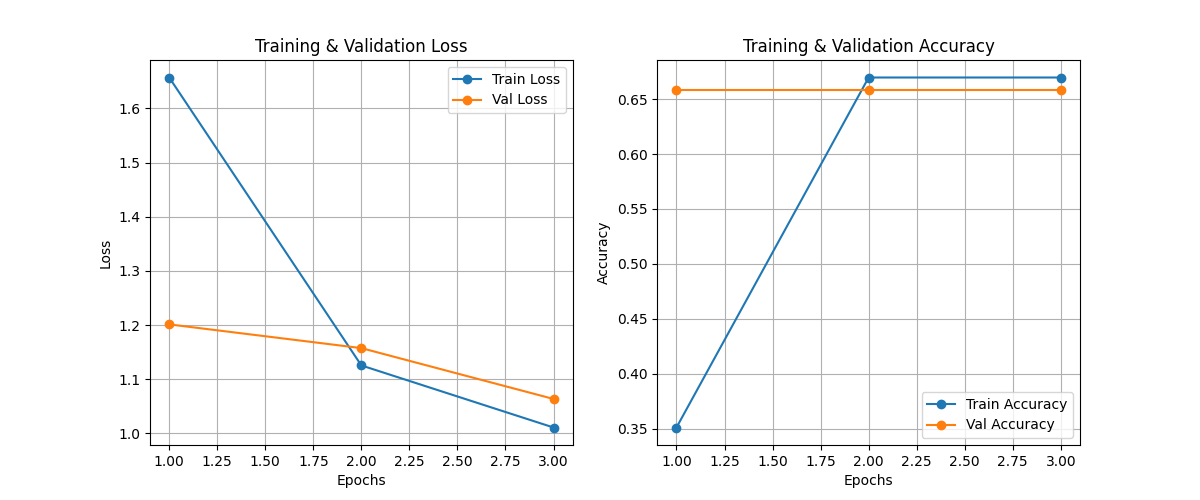 Training & Validation Loss
Train Loss
Val Loss
1.6
1.5
1.4
1.3
1.2
1.1
1.0
Loss
1.00 1.25 1.50 1.75 2.00 2.25 2.50 2.75 3.00
Epochs
Training & Validation Accuracy
0.65
0.60
0.55
0.50
0.45
0.40
0.35
Accuracy
Train Accuracy
Val Accuracy
1.00 1.25 1.50 1.75 2.00 2.25 2.50 2.75 3.00
Epochs